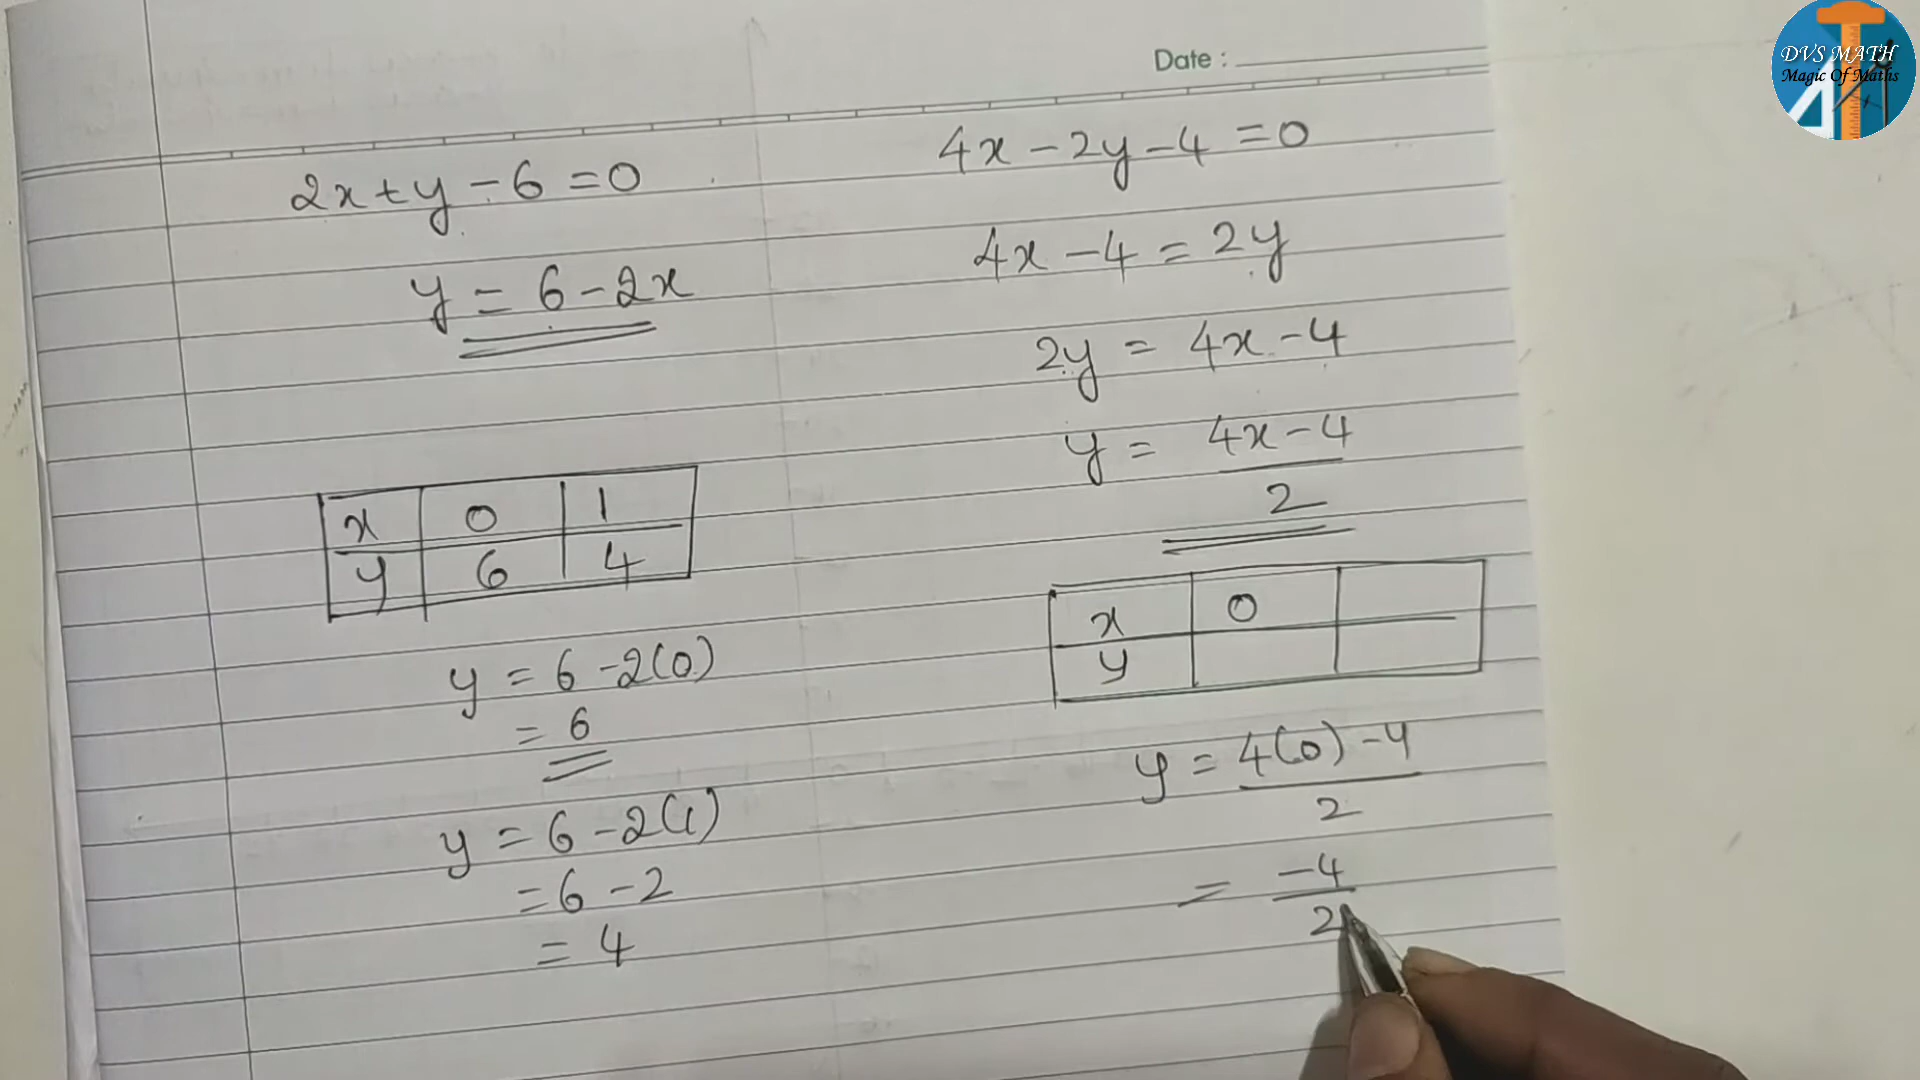 DVS MATH
Magic Of Maths
Date :
2x + y - 6 = 0
y = 6 - 2x
x 0 1
y 6 4
y = 6 - 2(0)
= 6
y = 6 - 2(1)
= 6 - 2
= 4
4x - 2y - 4 = 0
4x - 4 = 2y
2y = 4x - 4
y = 4x - 4
2
x 0
y
y = 4(0) - 4
2
= -4
2